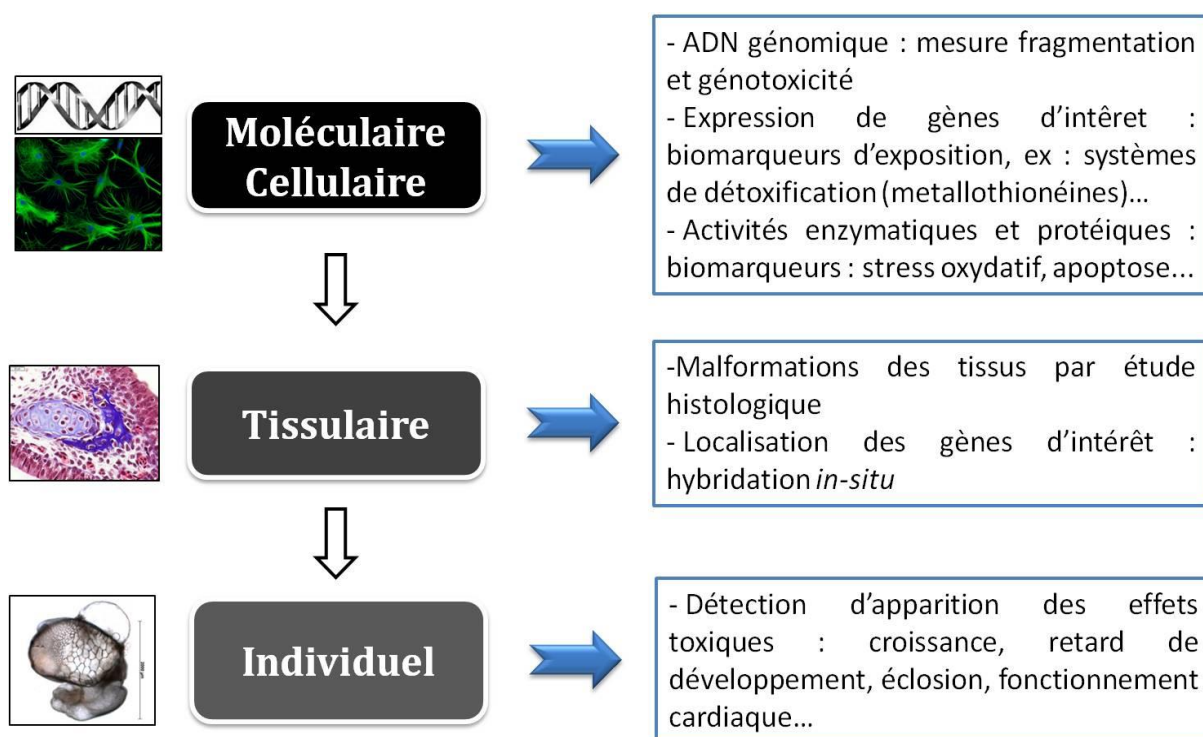 Moléculaire
Cellulaire
- ADN génomique : mesure fragmentation
et génotoxicité
- Expression de gènes d'intêret :
biomarqueurs d'exposition, ex : systèmes
de détoxification (metallothionéines)...
- Activités enzymatiques et protéiques :
biomarqueurs : stress oxydatif, apoptose...
Tissulaire
-Malformations des tissus par étude
histologique
- Localisation des gènes d'intérêt :
hybridation in-situ
Individuel
- Détection d'apparition des effets
toxiques : croissance, retard de
développement, éclosion, fonctionnement
cardiaque...